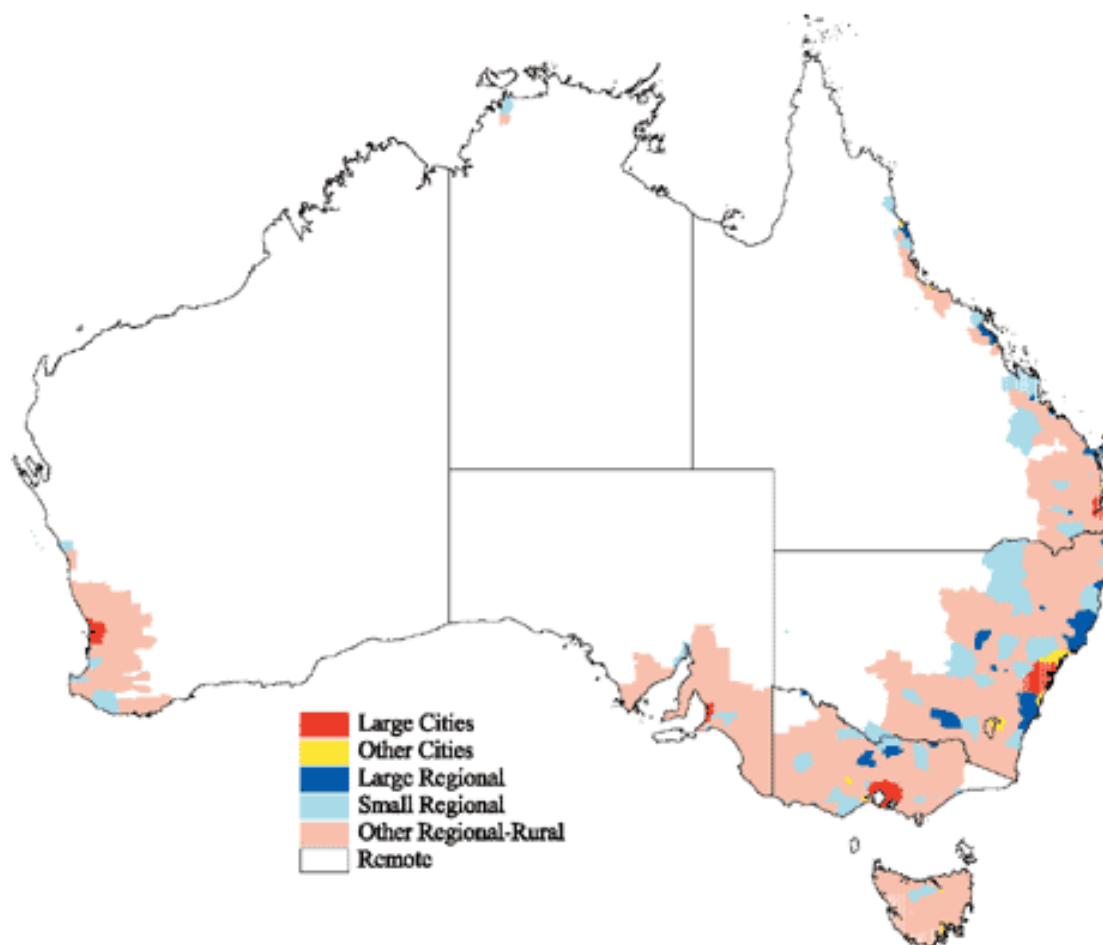 Large Cities
Other Cities
Large Regional
Small Regional
Other Regional-Rural
Remote